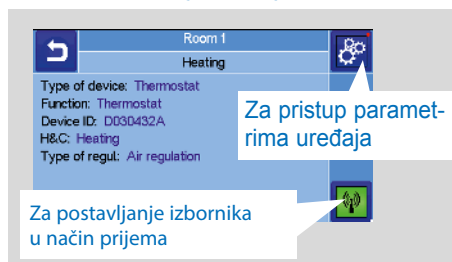 Room 1
Heating
Type of device: Thermostat
Function: Thermostat
Device ID: D030432A
H&C: Heating
Type of regul: Air regulation
Za pristup paramet-
rima uređaja
Za postavljanje izbornika
u način prijema